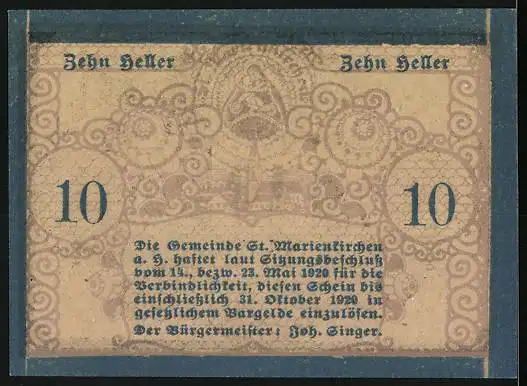 Zehn Heller Zehn Heller
10 10
Die Gemeinde St. Marienkirchen
a. H. haftet laut Sitzungsbeschluß
vom 14., bezw. 23. Mai 1920 für die
Verbindlichkeit, diesen Schein bis
einschließlich 31. Oktober 1920 in
gesetzlichem Bargelde einzulösen.
Der Bürgermeister: Joh. Singer.